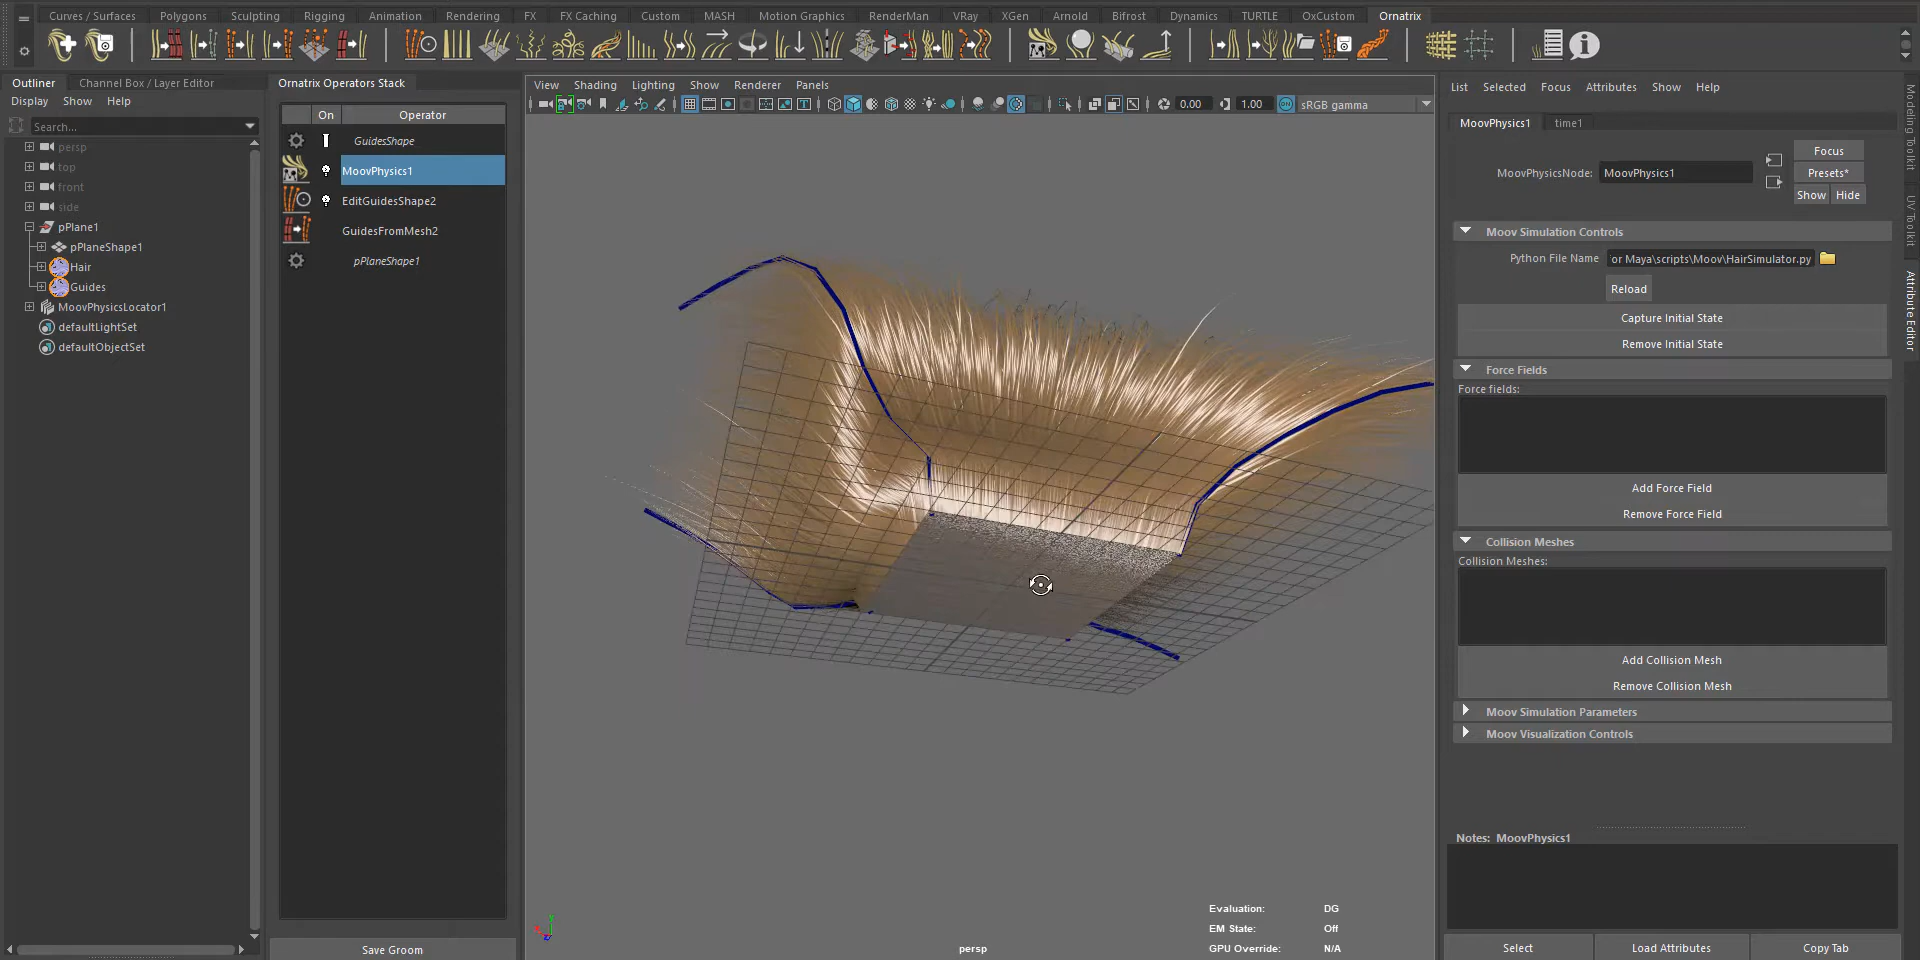 Curves / Surfaces Polygons Sculpting Rigging Animation Rendering FX FX Caching Custom MASH Motion Graphics RenderMan VRay XGen Arnold Bifrost Dynamics TURTLE OxCustom Ornatrix
Outliner Channel Box / Layer Editor
Display Show Help
Search...
persp
top
front
side
pPlane1
pPlaneShape1
Hair
Guides
MoovPhysicsLocator1
defaultLightSet
defaultObjectSet
Ornatrix Operators Stack
On Operator
GuidesShape
MoovPhysics1
EditGuidesShape2
GuidesFromMesh2
pPlaneShape1
Save Groom
View Shading Lighting Show Renderer Panels
0.00 1.00 ON sRGB gamma
Evaluation: DG
EM State: Off
GPU Override: N/A
persp
List Selected Focus Attributes Show Help
MoovPhysics1 time1
MoovPhysicsNode: MoovPhysics1
Focus
Presets*
Show Hide
Moov Simulation Controls
Python File Name or Maya\scripts\Moov\HairSimulator.py
Reload
Capture Initial State
Remove Initial State
Force Fields
Force fields:
Add Force Field
Remove Force Field
Collision Meshes
Collision Meshes:
Add Collision Mesh
Remove Collision Mesh
Moov Simulation Parameters
Moov Visualization Controls
Notes: MoovPhysics1
Select Load Attributes Copy Tab
Modeling Toolkit
UV Toolkit
Attribute Editor